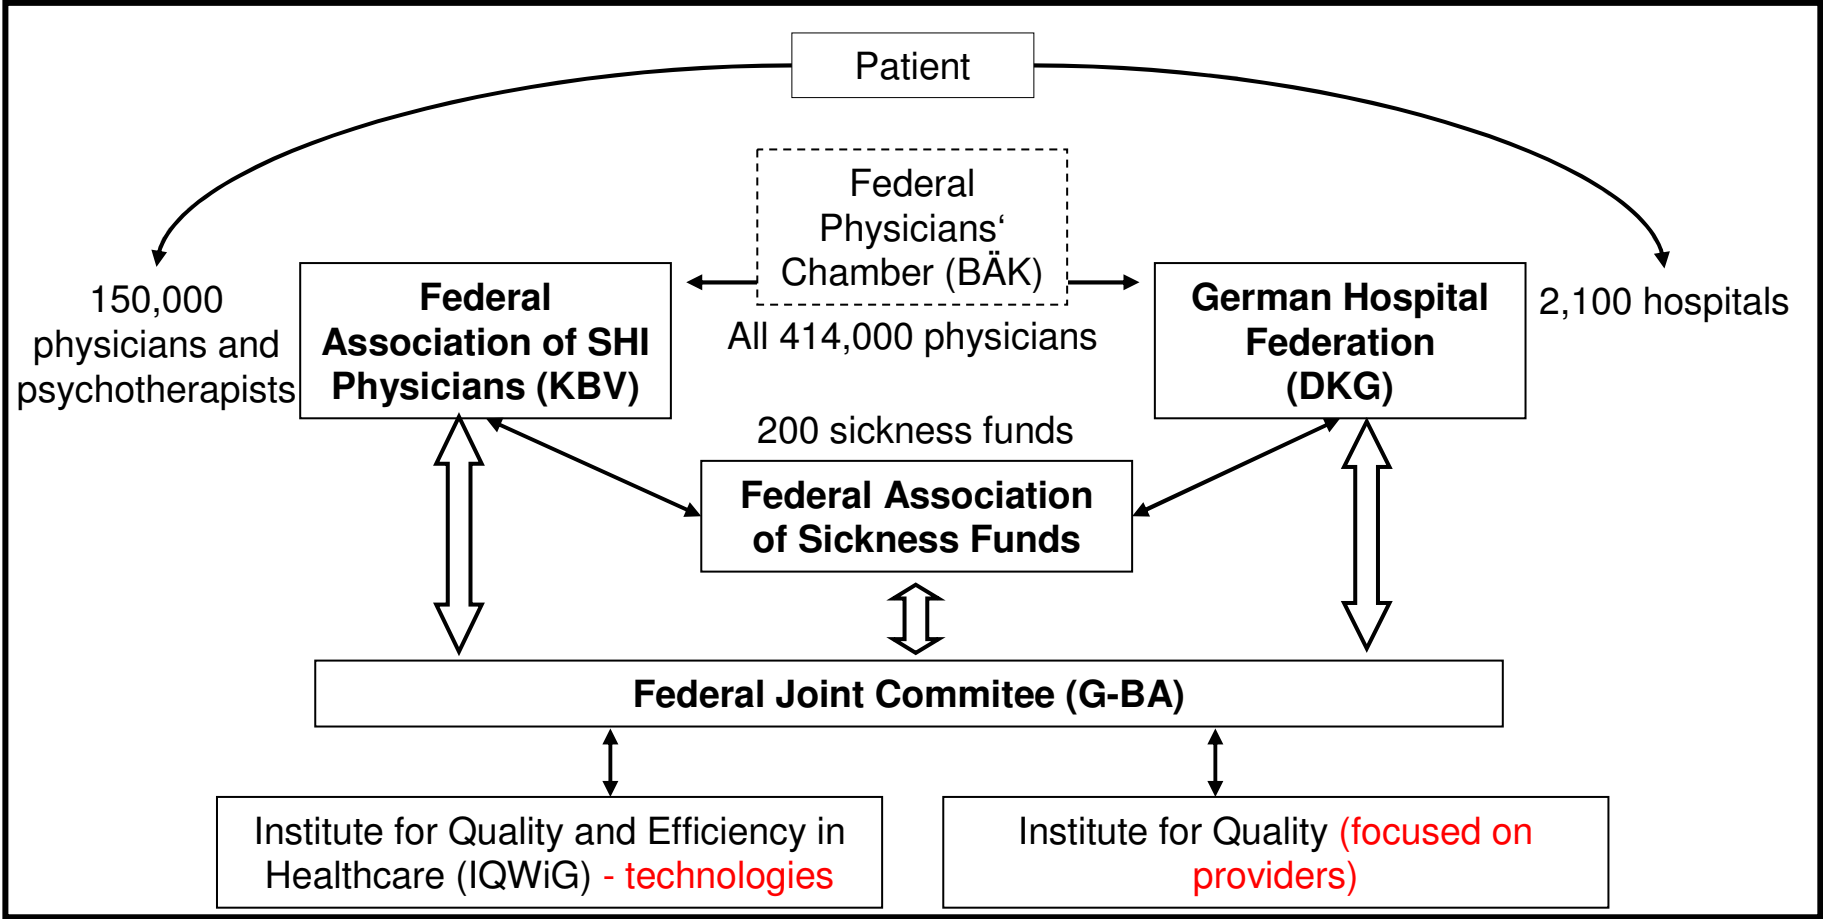 Patient
Federal
Physicians‘
Chamber (BÄK)
All 414,000 physicians
150,000
physicians and
psychotherapists
Federal
Association of SHI
Physicians (KBV)
German Hospital
Federation
(DKG)
2,100 hospitals
200 sickness funds
Federal Association
of Sickness Funds
Federal Joint Commitee (G-BA)
Institute for Quality and Efficiency in
Healthcare (IQWiG) - technologies
Institute for Quality (focused on
providers)